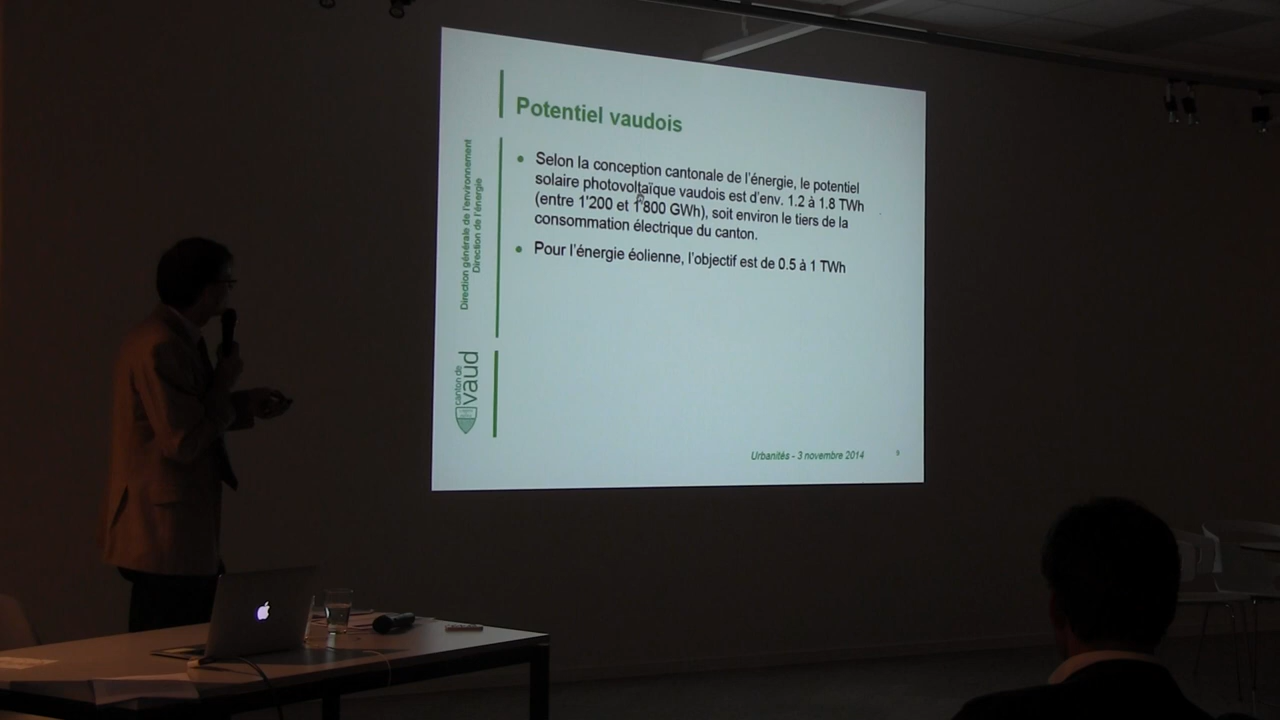 Potentiel vaudois
Selon la conception cantonale de l'énergie, le potentiel
solaire photovoltaïque vaudois est d'env. 1.2 à 1.8 TWh
(entre 1'200 et 1'800 GWh), soit environ le tiers de la
consommation électrique du canton.
Pour l'énergie éolienne, l'objectif est de 0.5 à 1 TWh
Direction générale de l'environnement
Direction de l'énergie
canton de
vaud
Urbanités - 3 novembre 2014